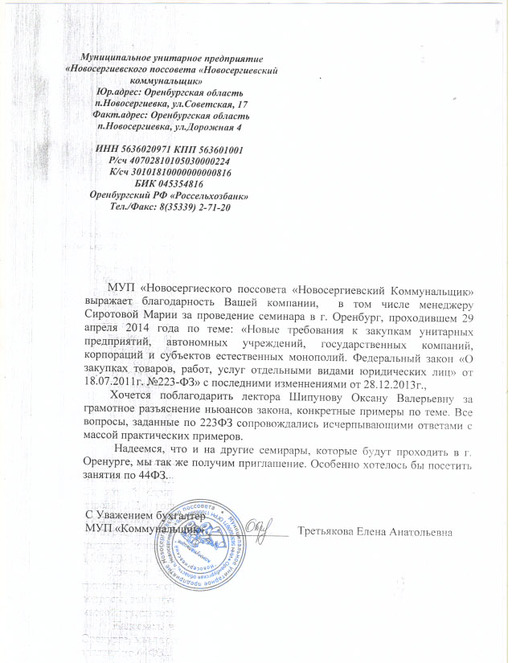 Муниципальное унитарное предприятие
«Новосергиевского поссовета «Новосергиевский
коммунальщик»
Юр.адрес: Оренбургская область
п.Новосергиевка, ул.Советская, 17
Факт.адрес: Оренбургская область
п.Новосергиевка, ул.Дорожная 4
ИНН 5636020971 КПП 563601001
Р/сч 40702810105030000224
К/сч 30101810000000000816
БИК 045354816
Оренбургский РФ «Россельхозбанк»
Тел./Факс: 8(35339) 2-71-20
МУП «Новосергиеского поссовета «Новосергиевский Коммунальщик»
выражает благодарность Вашей компании, в том числе менеджеру
Сиротовой Марии за проведение семинара в г. Оренбург, проходившем 29
апреля 2014 года по теме: «Новые требования к закупкам унитарных
предприятий, автономных учреждений, государственных компаний,
корпораций и субъектов естественных монополий. Федеральный закон «О
закупках товаров, работ, услуг отдельными видами юридических лиц» от
18.07.2011г. №223-ФЗ» с последними изменнениями от 28.12.2013г.,
Хочется поблагодарить лектора Шипунову Оксану Валерьевну за
грамотное разъяснение ньюансов закона, конкретные примеры по теме. Все
вопросы, заданные по 223ФЗ сопровождались исчерпывающими ответами с
массой практических примеров.
Надеемся, что и на другие семирары, которые будут проходить в г.
Оренурге, мы так же получим приглашение. Особенно хотелось бы посетить
занятия по 44ФЗ.
С Уважением бухгалтер
МУП «Коммунальщик» Третьякова Елена Анатольевна